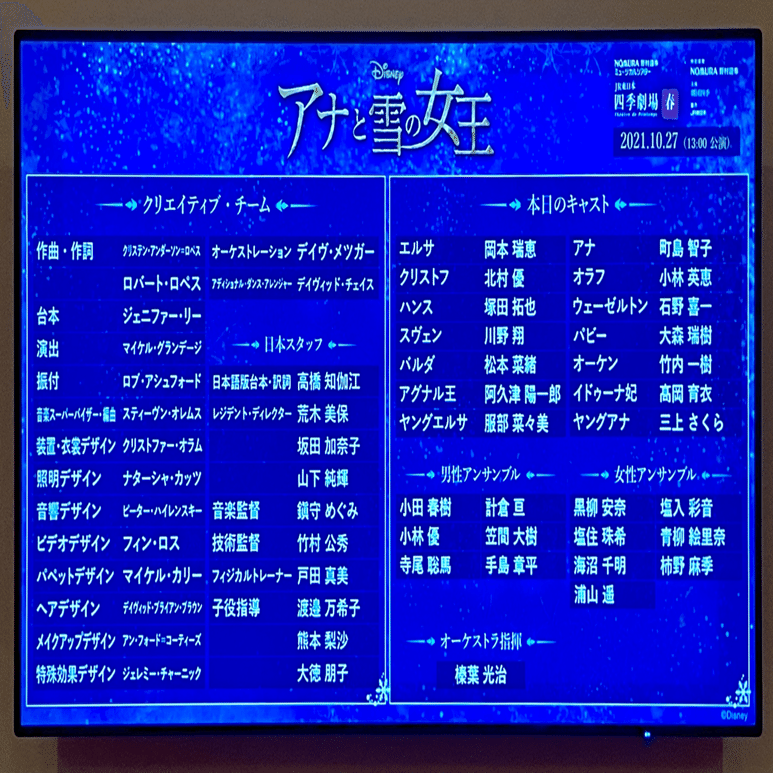 Disney
アナと雪の女王
NOMURA 野村證券
ミュージカルシアター
JR東日本
四季劇場 春
Théâtre du Printemps
NOMURA 野村證券
2021.10.27 (13:00 公演)
クリエイティブ・チーム
作曲・作詞 クリステン・アンダーソン=ロペス オーケストレーション デイヴ・メツガー
ロバート・ロペス アディショナル・ダンス・アレンジャー デイヴィッド・チェイス
台本 ジェニファー・リー
演出 マイケル・グランデージ
振付 ロブ・アシュフォード
音楽スーパーバイザー・編曲 スティーヴン・オレムス
装置・衣裳デザイン クリストファー・オラム
照明デザイン ナターシャ・カッツ
音響デザイン ピーター・ハイレンスキー
ビデオデザイン フィン・ロス
パペットデザイン マイケル・カリー
ヘアデザイン デイヴィッド・ブライアン・ブラウン
メイクアップデザイン アン・フォード=コーティーズ
特殊効果デザイン ジェレミー・チャーニック
日本スタッフ
日本語版台本・訳詞 高橋 知伽江
レジデント・ディレクター 荒木 美保
坂田 加奈子
山下 純輝
音楽監督 鎮守 めぐみ
技術監督 竹村 公秀
フィジカルトレーナー 戸田 真美
子役指導 渡邉 万希子
熊本 梨沙
大徳 朋子
本日のキャスト
エルサ 岡本 瑞恵 アナ 町島 智子
クリストフ 北村 優 オラフ 小林 英恵
ハンス 塚田 拓也 ウェーゼルトン 石野 喜一
スヴェン 川野 翔 パビー 大森 瑞樹
バルダ 松本 菜緒 オーケン 竹内 一樹
アグナル王 阿久津 陽一郎 イドゥーナ妃 髙岡 育衣
ヤングエルサ 服部 菜々美 ヤングアナ 三上 さくら
男性アンサンブル
小田 春樹 計倉 亘
小林 優 笠間 大樹
寺尾 聡馬 手島 章平
女性アンサンブル
黒柳 安奈 塩入 彩音
塩住 珠希 青柳 絵里奈
海沼 千明 柿野 麻季
浦山 遥
オーケストラ指揮
榛葉 光治
©Disney